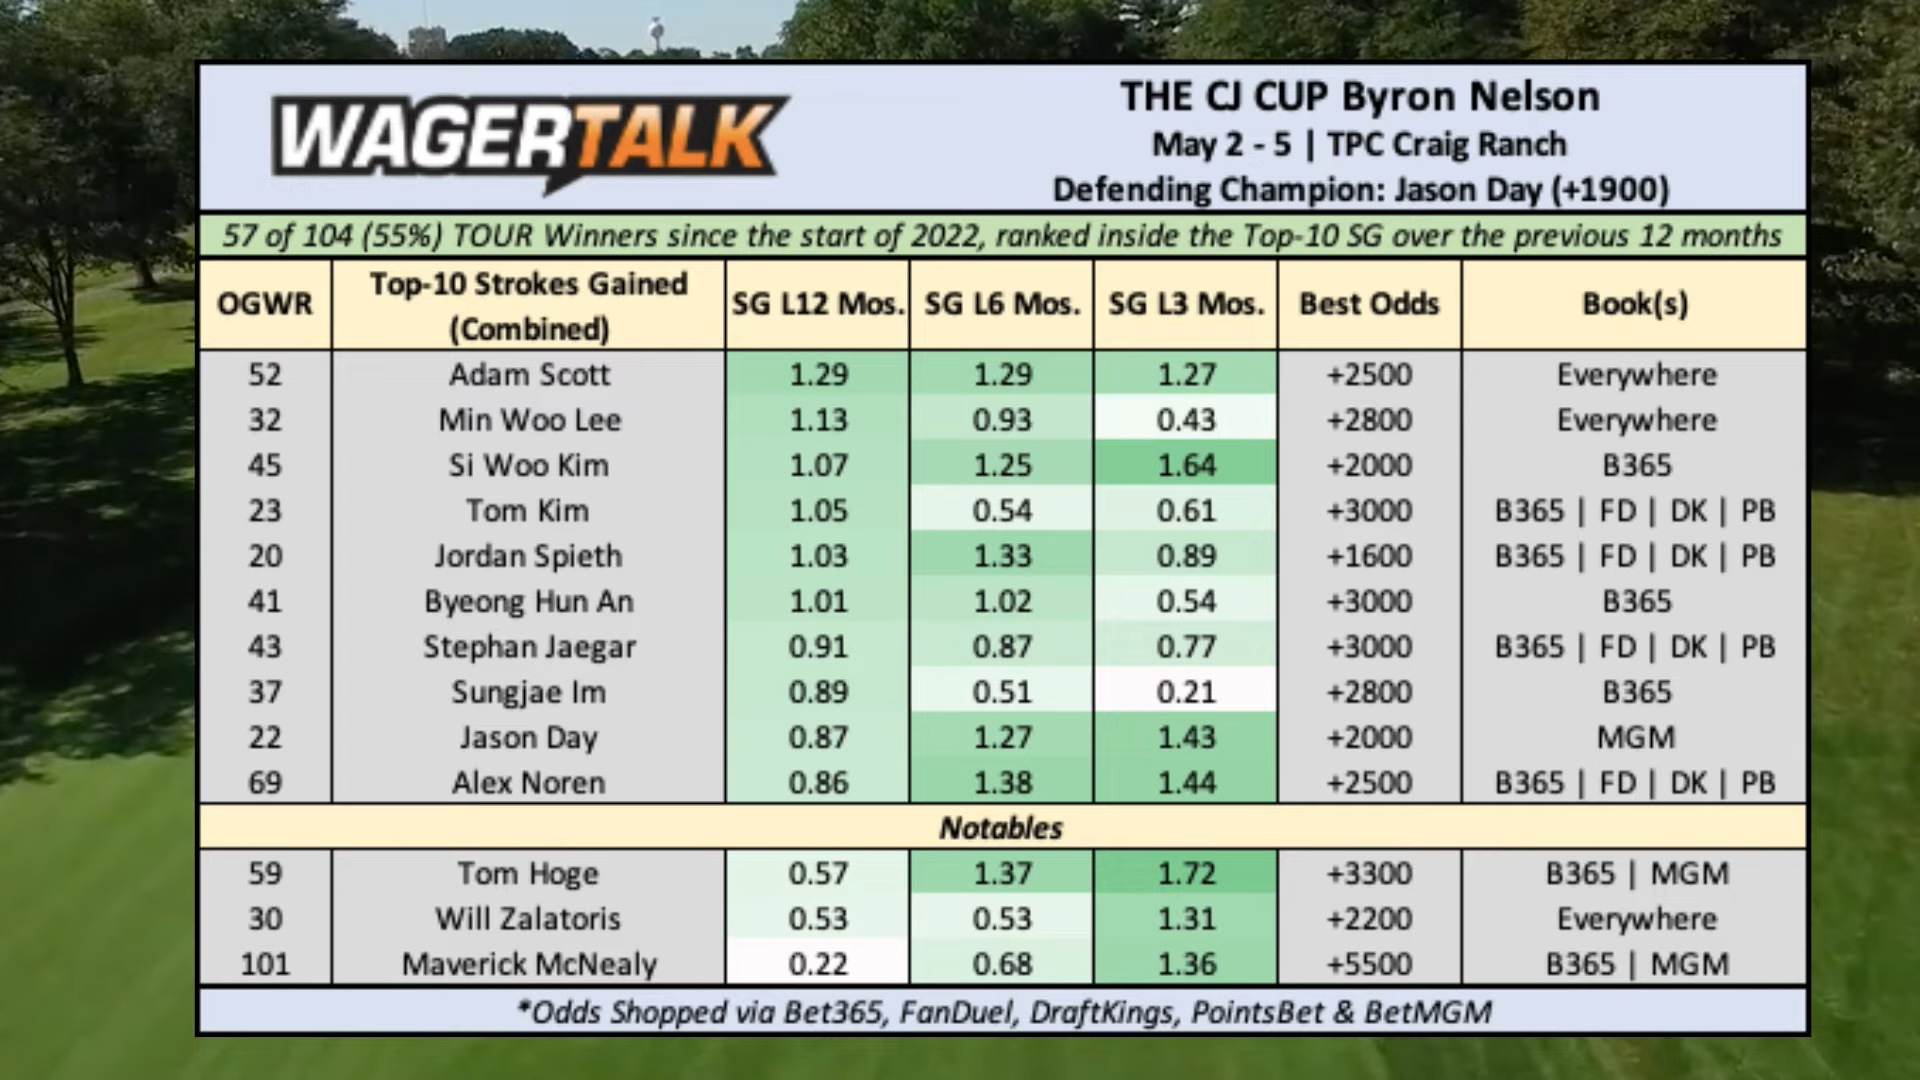 WAGERTALK
THE CJ CUP Byron Nelson
May 2 - 5 | TPC Craig Ranch
Defending Champion: Jason Day (+1900)
57 of 104 (55%) TOUR Winners since the start of 2022, ranked inside the Top-10 SG over the previous 12 months
OGWR Top-10 Strokes Gained (Combined) SG L12 Mos. SG L6 Mos. SG L3 Mos. Best Odds Book(s)
52 Adam Scott 1.29 1.29 1.27 +2500 Everywhere
32 Min Woo Lee 1.13 0.93 0.43 +2800 Everywhere
45 Si Woo Kim 1.07 1.25 1.64 +2000 B365
23 Tom Kim 1.05 0.54 0.61 +3000 B365 | FD | DK | PB
20 Jordan Spieth 1.03 1.33 0.89 +1600 B365 | FD | DK | PB
41 Byeong Hun An 1.01 1.02 0.54 +3000 B365
43 Stephan Jaegar 0.91 0.87 0.77 +3000 B365 | FD | DK | PB
37 Sungjae Im 0.89 0.51 0.21 +2800 B365
22 Jason Day 0.87 1.27 1.43 +2000 MGM
69 Alex Noren 0.86 1.38 1.44 +2500 B365 | FD | DK | PB
Notables
59 Tom Hoge 0.57 1.37 1.72 +3300 B365 | MGM
30 Will Zalatoris 0.53 0.53 1.31 +2200 Everywhere
101 Maverick McNealy 0.22 0.68 1.36 +5500 B365 | MGM
*Odds Shopped via Bet365, FanDuel, DraftKings, PointsBet & BetMGM